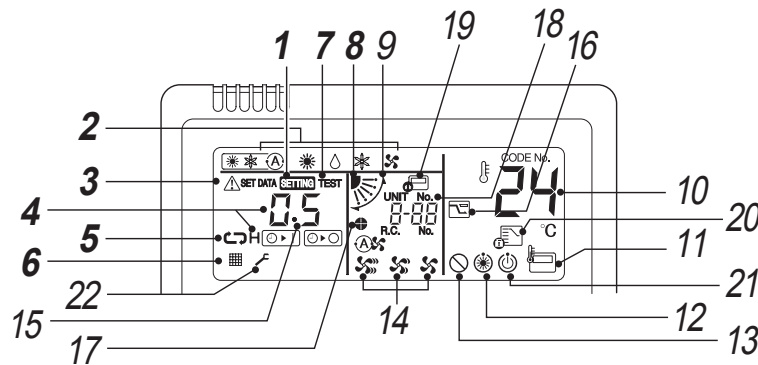 1 7 8 9 19 18 16
2
A
CODE No.
3 SET DATA SETTING TEST
UNIT No.
24 10
4 0.5 8-88
H R.C. No.
°C 20
5
A
6 11
22 21
15 14 12
17 13